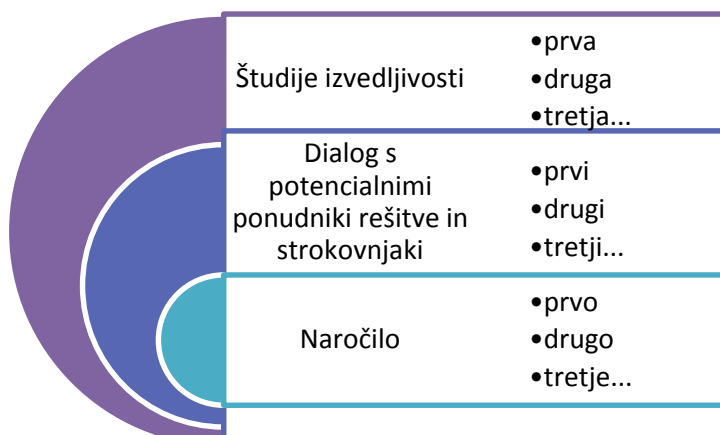 Študije izvedljivosti
•prva
•druga
•tretja...
Dialog s
potencialnimi
ponudniki rešitve in
strokovnjaki
•prvi
•drugi
•tretji...
Naročilo
•prvo
•drugo
•tretje...